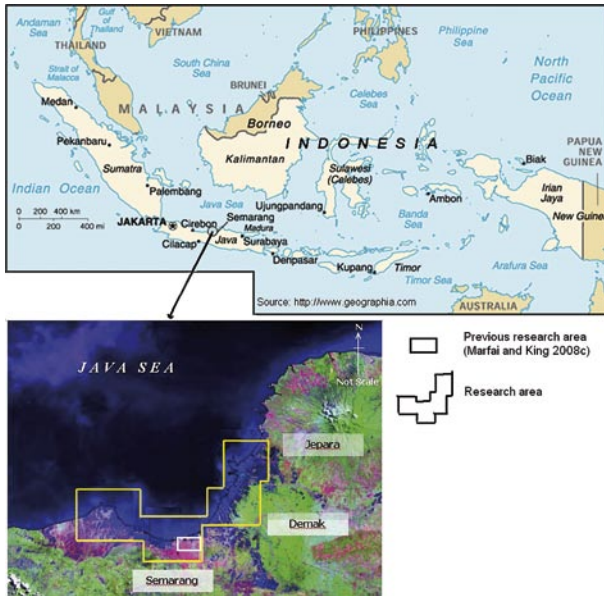 Andaman Sea
Gulf of Thailand
THAILAND
VIETNAM
PHILIPPINES
Philippine Sea
North Pacific Ocean
Strait of Malacca
South China Sea
BRUNEI
Celebes Sea
Medan
MALAYSIA
Borneo
INDONESIA
PAPUA NEW GUINEA
Pekanbaru
Kalimantan
Biak
Sumatra
Sulawesi (Celebes)
Indian Ocean
Palembang
Java Sea
Ujungpandang
Ambon
Irian Jaya
0 200 400 km
0 200 400 mi
Semarang
Banda Sea
New Guinea
JAKARTA
Cirebon
Madura
Cilacap
Java
Surabaya
Denpasar
Kupang
Timor
Arafura Sea
Timor Sea
Source: http://www.geographia.com
AUSTRALIA
JAVA SEA
N
Not Scale
Previous research area
(Marfai and King 2008c)
Research area
Jepara
Demak
Semarang